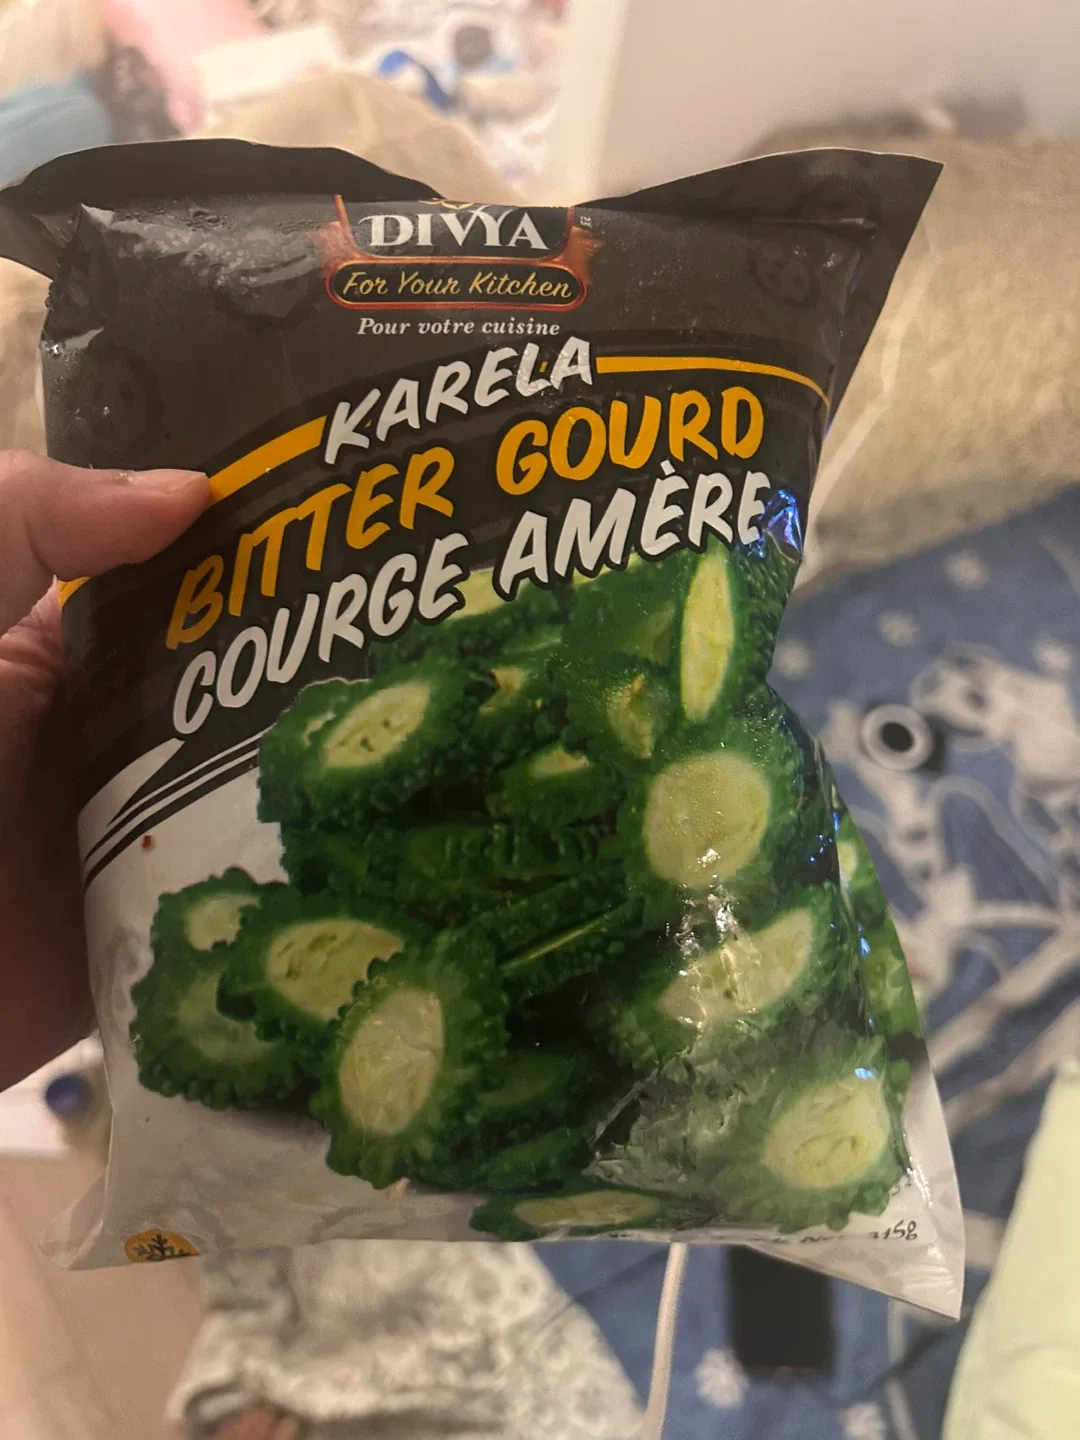 DIVYA
For Your Kitchen
Pour votre cuisine
KARELA
BITTER GOURD
COURGE AMÈRE